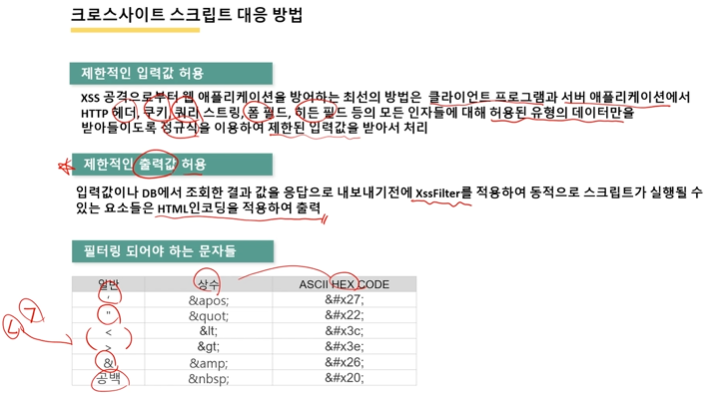 크로스사이트 스크립트 대응 방법
제한적인 입력값 허용
XSS 공격으로부터 웹 애플리케이션을 방어하는 최선의 방법은 클라이언트 프로그램과 서버 애플리케이션에서
HTTP 헤더, 쿠키, 쿼리 스트링, 폼 필드, 히든 필드 등의 모든 인자들에 대해 허용된 유형의 데이터만을
받아들이도록 정규식을 이용하여 제한된 입력값을 받아서 처리
제한적인 출력값 허용
입력값이나 DB에서 조회한 결과 값을 응답으로 내보내기전에 XssFilter를 적용하여 동적으로 스크립트가 실행될 수
있는 요소들은 HTML인코딩을 적용하여 출력
필터링 되어야 하는 문자들
일반 상수 ASCII HEX CODE
' &apos; &#x27;
" &quot; &#x22;
< &lt; &#x3c;
> &gt; &#x3e;
& &amp; &#x26;
공백 &nbsp; &#x20;